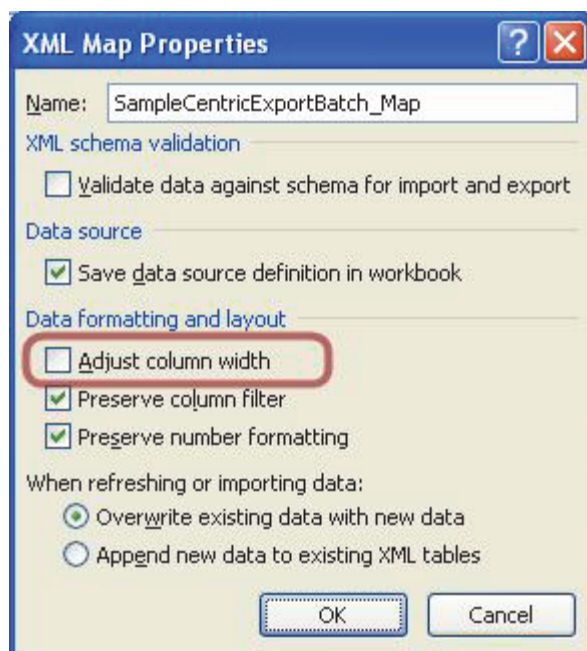 XML Map Properties
Name: SampleCentricExportBatch_Map
XML schema validation
Validate data against schema for import and export
Data source
Save data source definition in workbook
Data formatting and layout
Adjust column width
Preserve column filter
Preserve number formatting
When refreshing or importing data:
Overwrite existing data with new data
Append new data to existing XML tables
OK Cancel